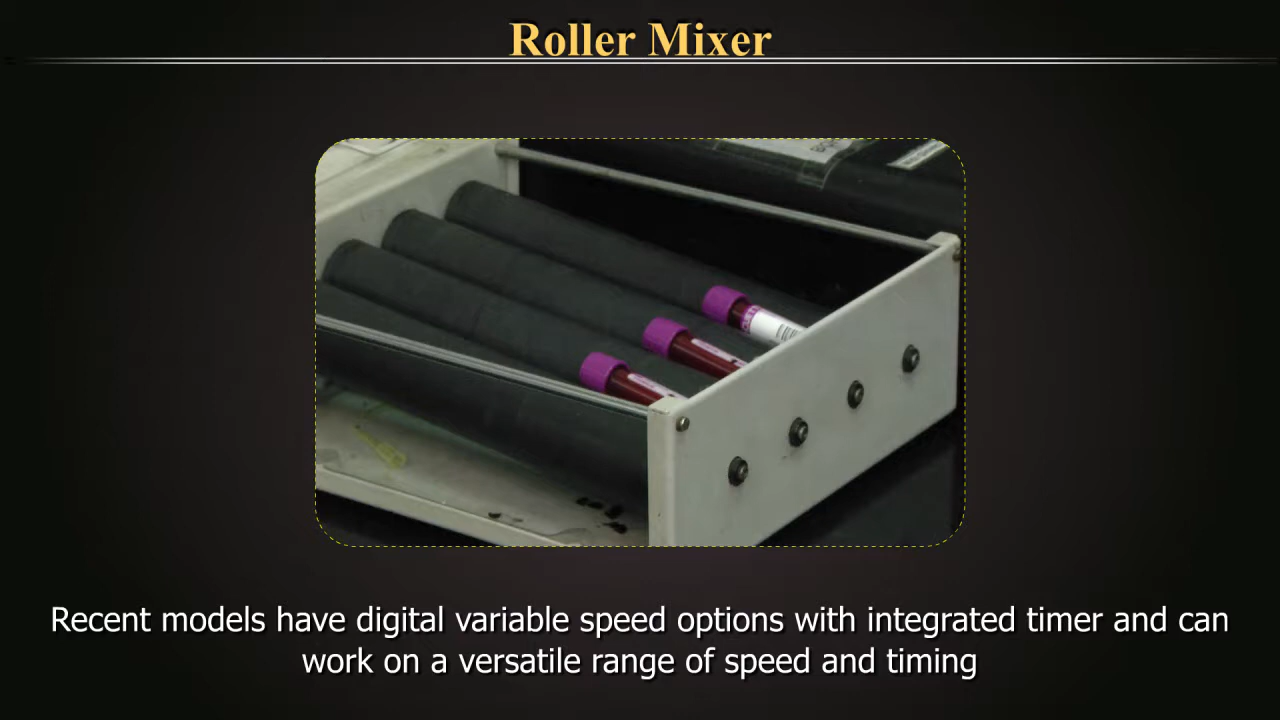 Roller Mixer
Recent models have digital variable speed options with integrated timer and can
work on a versatile range of speed and timing